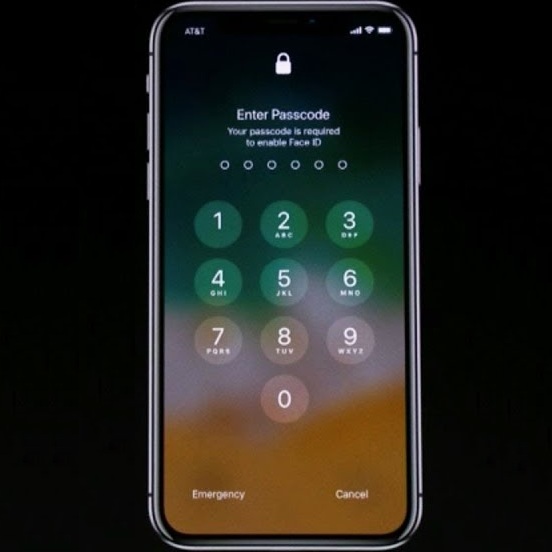 AT&T
Enter Passcode
Your passcode is required
to enable Face ID
1 2 3
ABC DEF
4 5 6
GHI JKL MNO
7 8 9
PQRS TUV WXYZ
0
Emergency Cancel